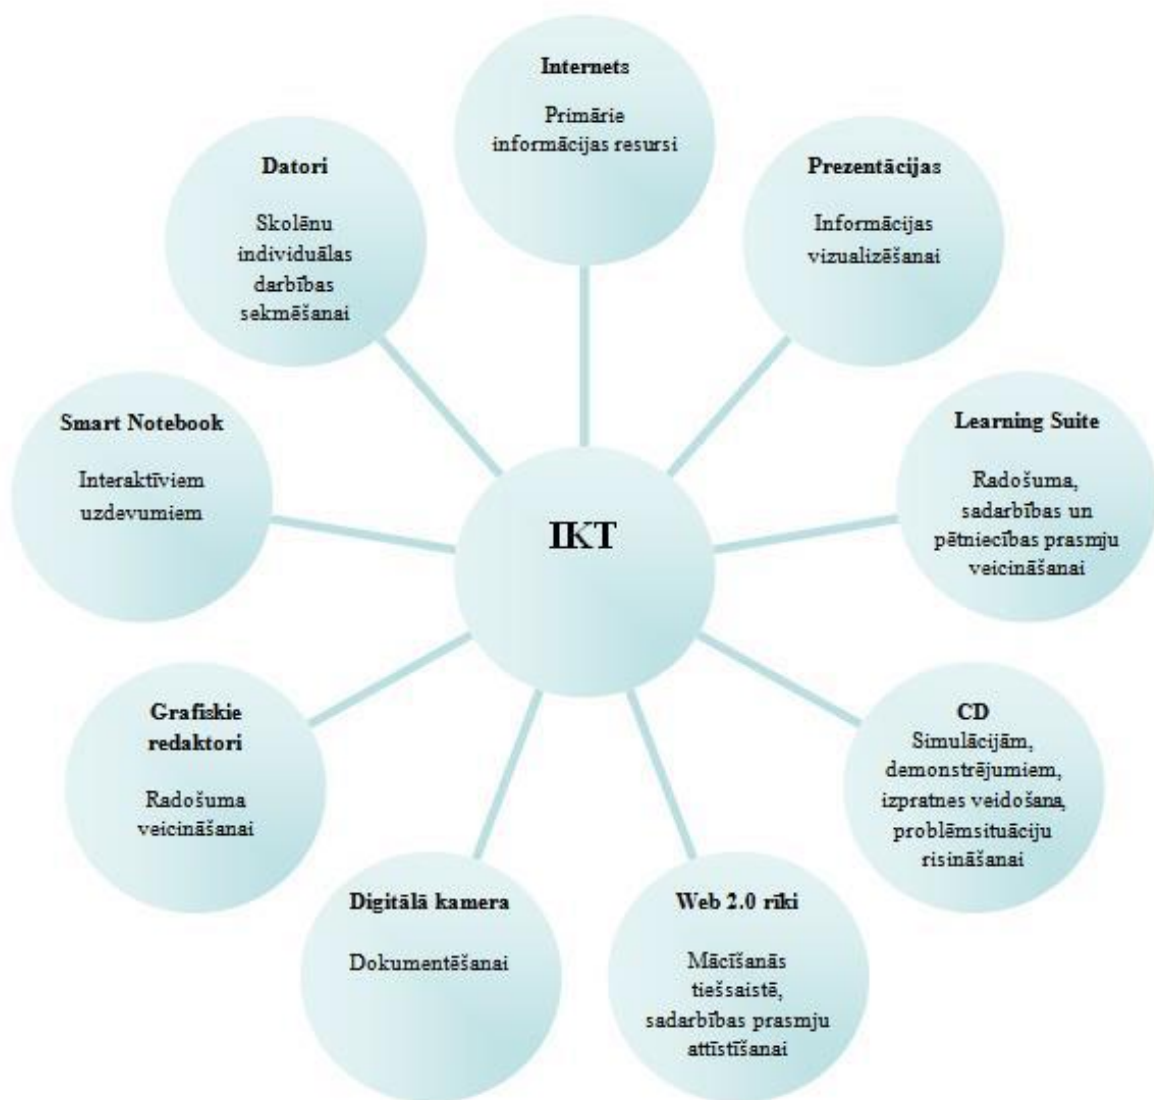 Internets
Primārie
informācijas resursi
Prezentācijas
Informācijas
vizualizēšanai
Learning Suite
Radošuma,
sadarbības un
pētniecības prasmju
veicināšanai
CD
Simulācijām,
demonstrējumiem,
izpratnes veidošana,
problēmsituāciju
risināšanai
Web 2.0 rīki
Mācīšanās
tiešsaistē,
sadarbības prasmju
attīstīšanai
Digitālā kamera
Dokumentēšanai
Grafiskie
redaktori
Radošuma
veicināšanai
Smart Notebook
Interaktīviem
uzdevumiem
Datori
Skolēnu
individuālas
darbības
sekmēšanai
IKT